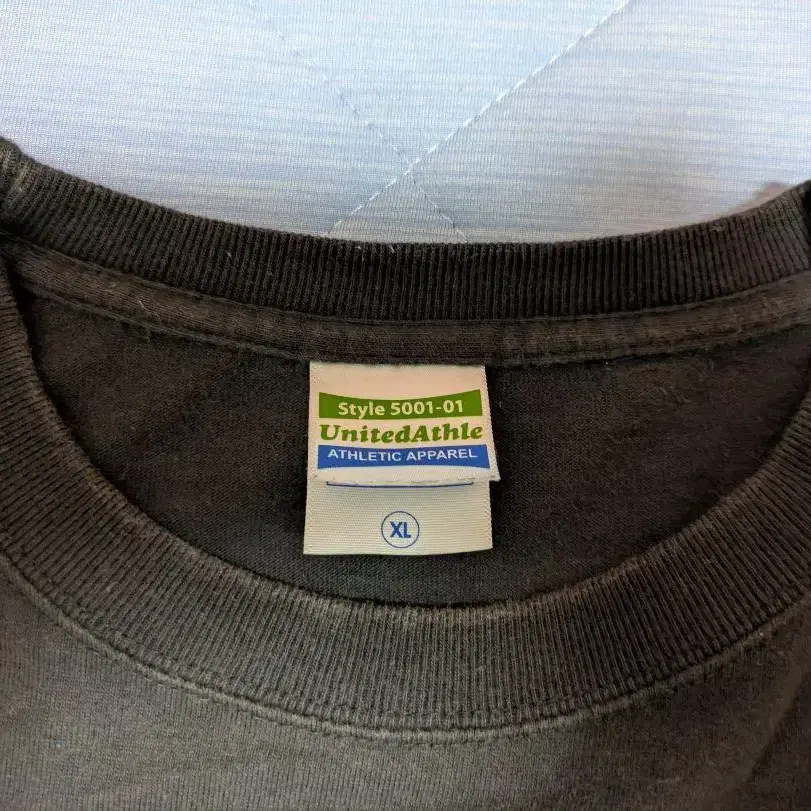 Style 5001-01
UnitedAthle
ATHLETIC APPAREL
XL